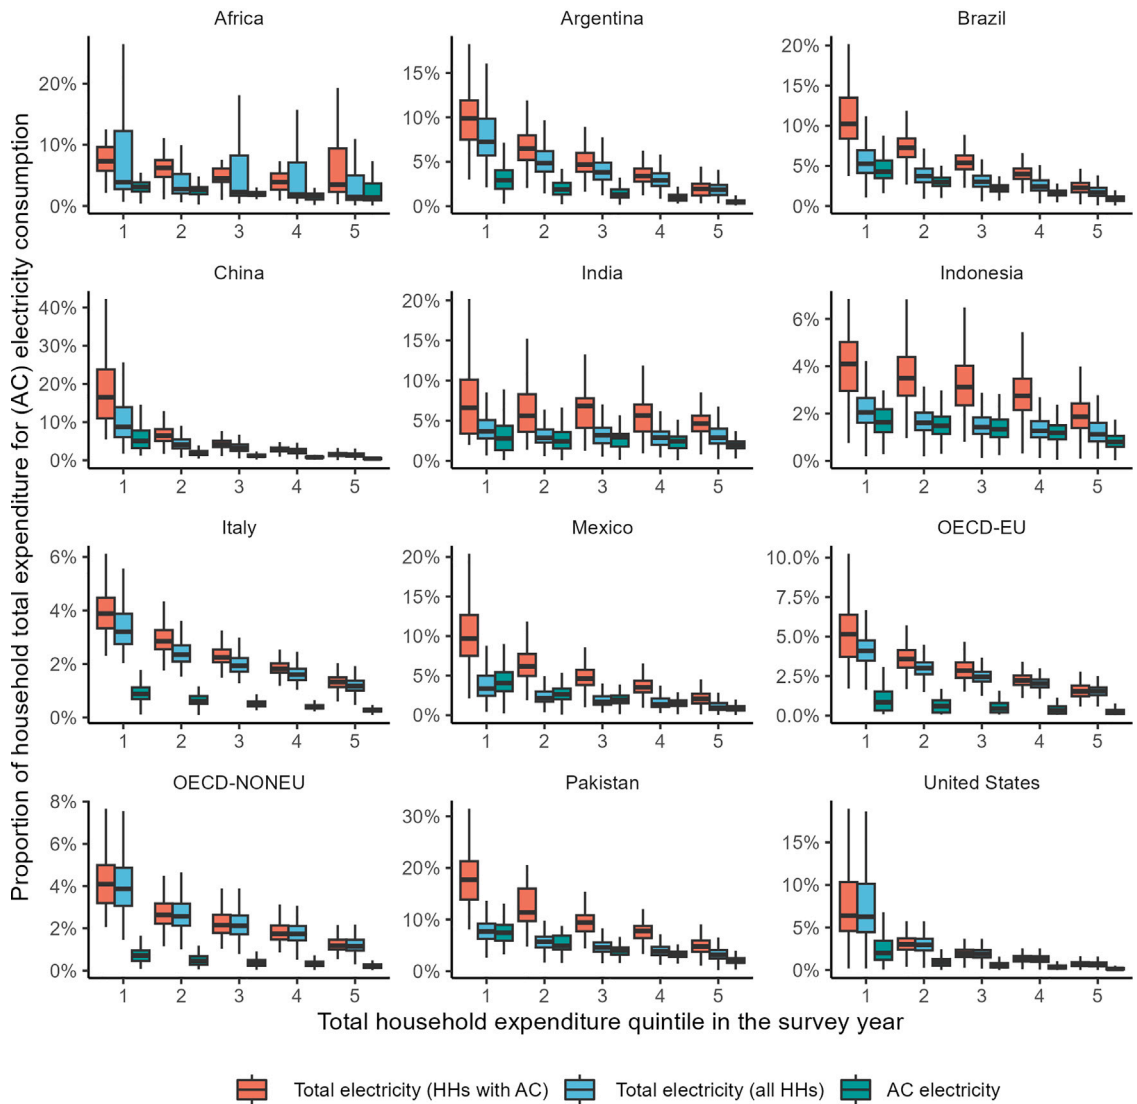 Proportion of household total expenditure for (AC) electricity consumption
Africa
20%
10%
0%
1 2 3 4 5
Argentina
15%
10%
5%
0%
1 2 3 4 5
Brazil
20%
15%
10%
5%
0%
1 2 3 4 5
China
40%
30%
20%
10%
0%
1 2 3 4 5
India
20%
15%
10%
5%
0%
1 2 3 4 5
Indonesia
6%
4%
2%
0%
1 2 3 4 5
Italy
6%
4%
2%
0%
1 2 3 4 5
Mexico
20%
15%
10%
5%
0%
1 2 3 4 5
OECD-EU
10.0%
7.5%
5.0%
2.5%
0.0%
1 2 3 4 5
OECD-NONEU
8%
6%
4%
2%
0%
1 2 3 4 5
Pakistan
30%
20%
10%
0%
1 2 3 4 5
United States
15%
10%
5%
0%
1 2 3 4 5
Total household expenditure quintile in the survey year
Total electricity (HHs with AC) Total electricity (all HHs) AC electricity